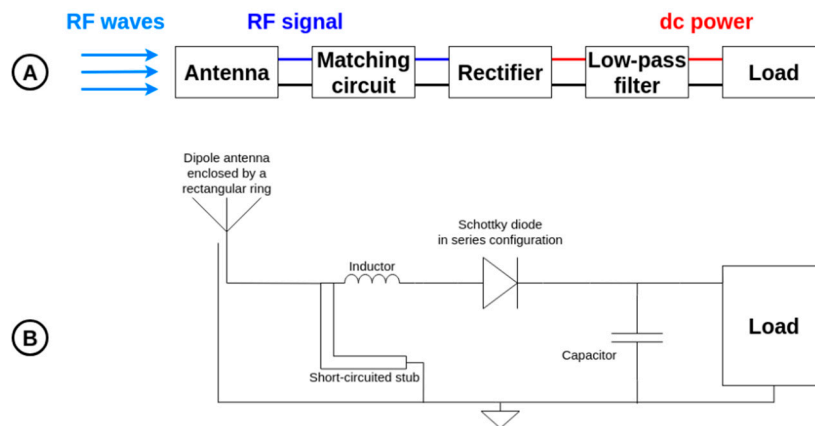 RF waves
RF signal
dc power
A
Antenna
Matching
circuit
Rectifier
Low-pass
filter
Load
Dipole antenna
enclosed by a
rectangular ring
Schottky diode
in series configuration
Inductor
B
Load
Capacitor
Short-circuited stub